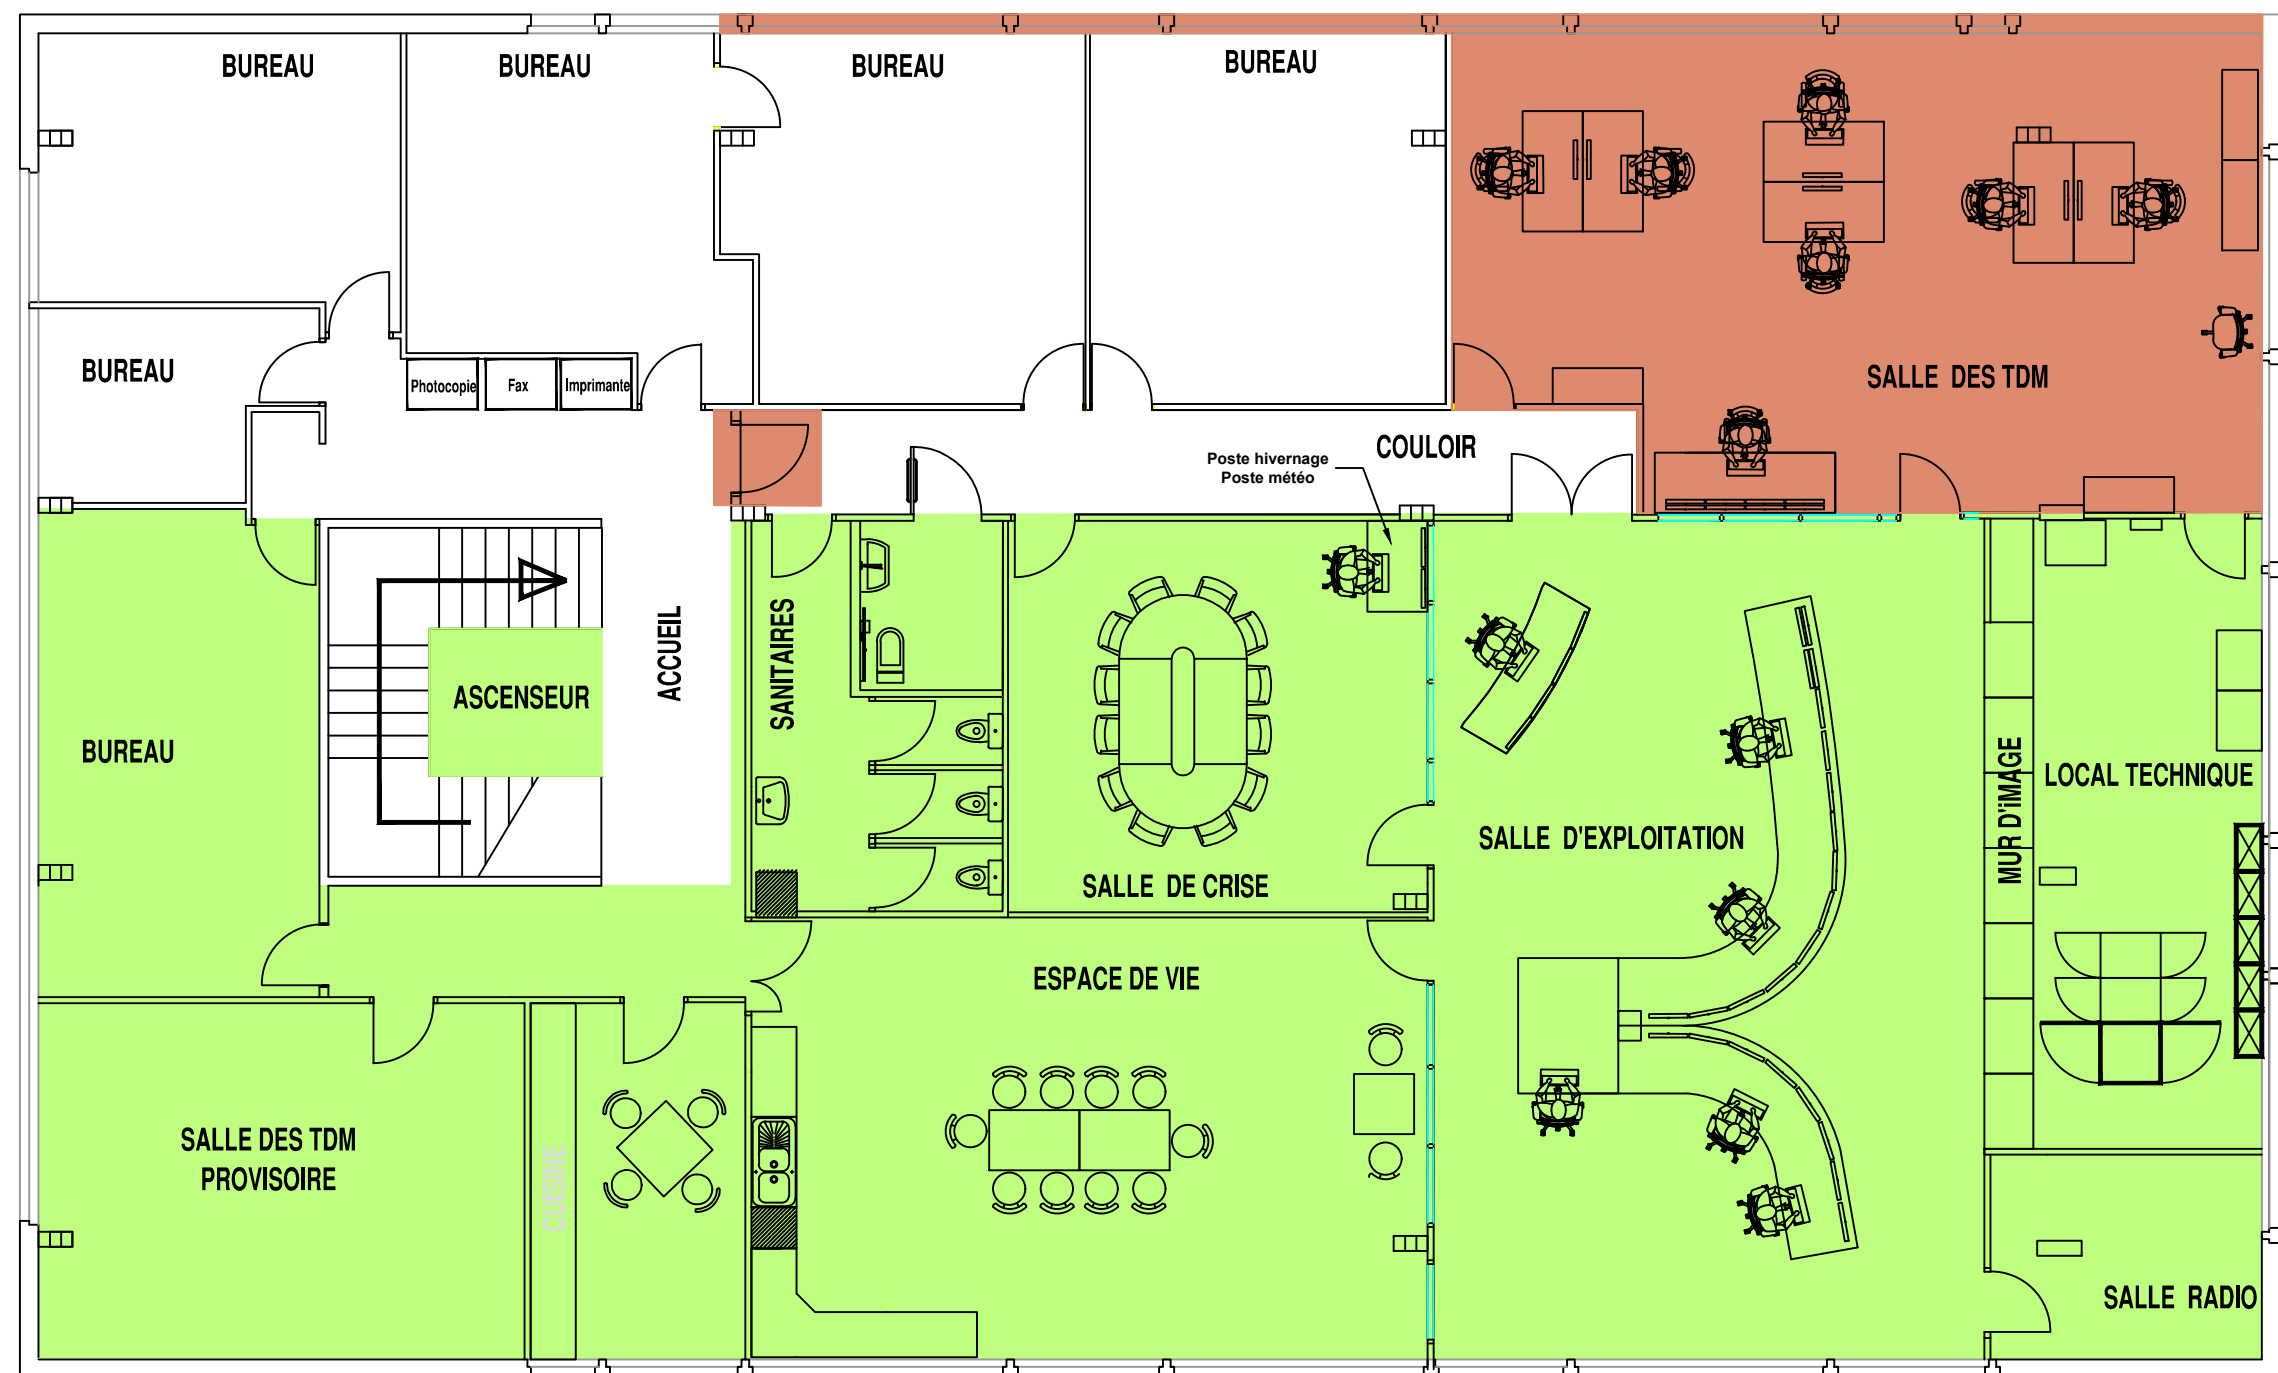 BUREAU
BUREAU
BUREAU
BUREAU
BUREAU
Photocopie
Fax
Imprimante
SALLE DES TDM
COULOIR
Poste hivernage
Poste météo
ACCUEIL
SANITAIRES
ASCENSEUR
BUREAU
MUR D'iMAGE
LOCAL TECHNIQUE
SALLE D'EXPLOITATION
SALLE DE CRISE
ESPACE DE VIE
SALLE DES TDM
PROVISOIRE
CUISINE
SALLE RADIO